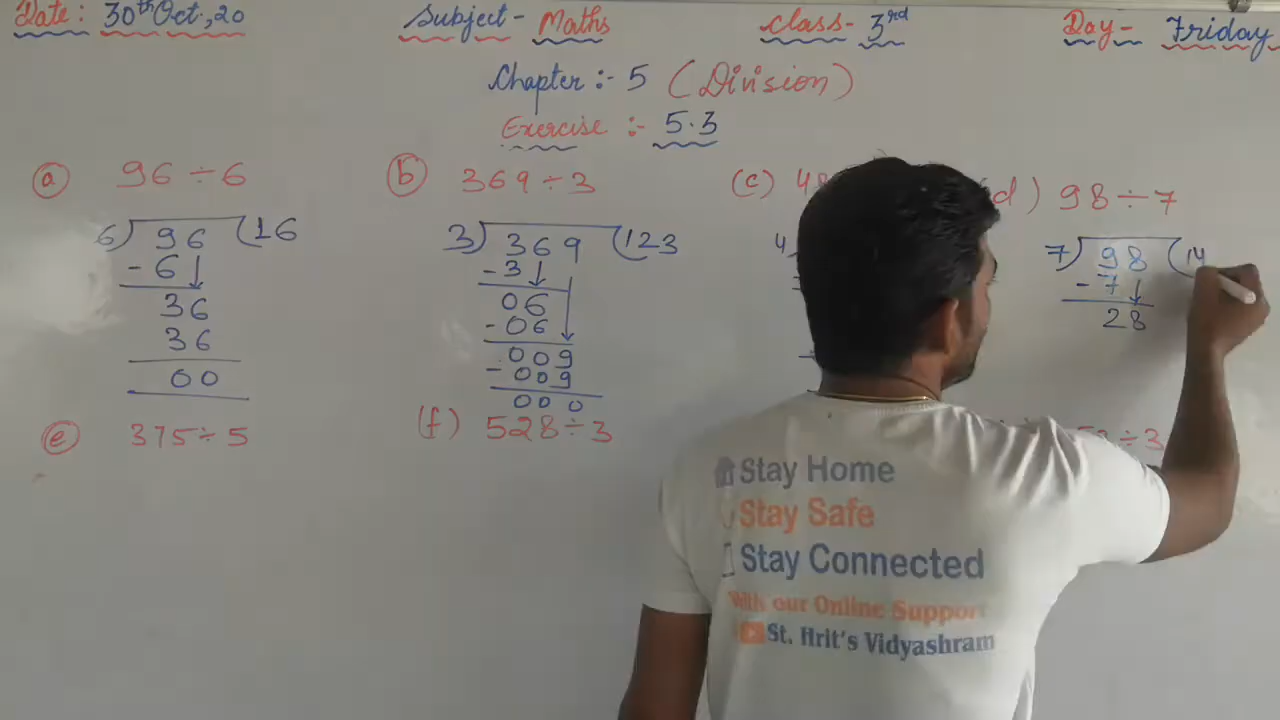 Date: 30th Oct, 20 Subject - Maths Class - 3rd Day - Friday
Chapter :- 5 (Division)
Exercise :- 5.3
(a) 96 ÷ 6
6) 96 (16
- 6
36
36
00
(b) 369 ÷ 3
3) 369 (123
- 3
06
- 06
009
- 009
000
(c) 48
4
(d) 98 ÷ 7
7) 98 (14
- 7
28
(e) 375 ÷ 5
(f) 528 ÷ 3
÷ 3
Stay Home
Stay Safe
Stay Connected
With our Online Support
St. Hrit's Vidyashram